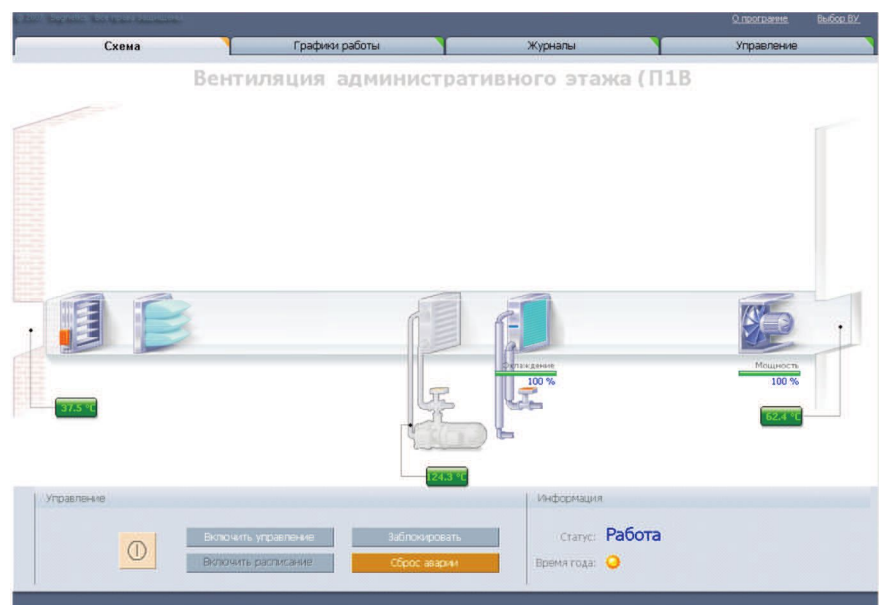 О программе Выбор ВУ
Схема Графики работы Журналы Управление
Вентиляция административного этажа (П1В
Охлаждение
100 %
Мощность
100 %
37.5 °C
62.4 °C
124.3 °C
Управление
Включить управление Заблокировать
Включить расписание Сброс аварии
Информация
Статус: Работа
Время года: